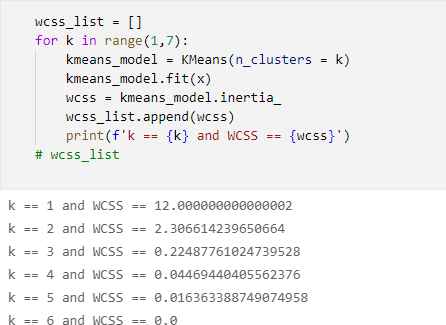 wcss_list = []
for k in range(1,7):
    kmeans_model = KMeans(n_clusters = k)
    kmeans_model.fit(x)
    wcss = kmeans_model.inertia_
    wcss_list.append(wcss)
    print(f'k == {k} and WCSS == {wcss}')
# wcss_list
k == 1 and WCSS == 12.000000000000002
k == 2 and WCSS == 2.306614239650664
k == 3 and WCSS == 0.22487761024739528
k == 4 and WCSS == 0.04469440405562376
k == 5 and WCSS == 0.016363388749074958
k == 6 and WCSS == 0.0